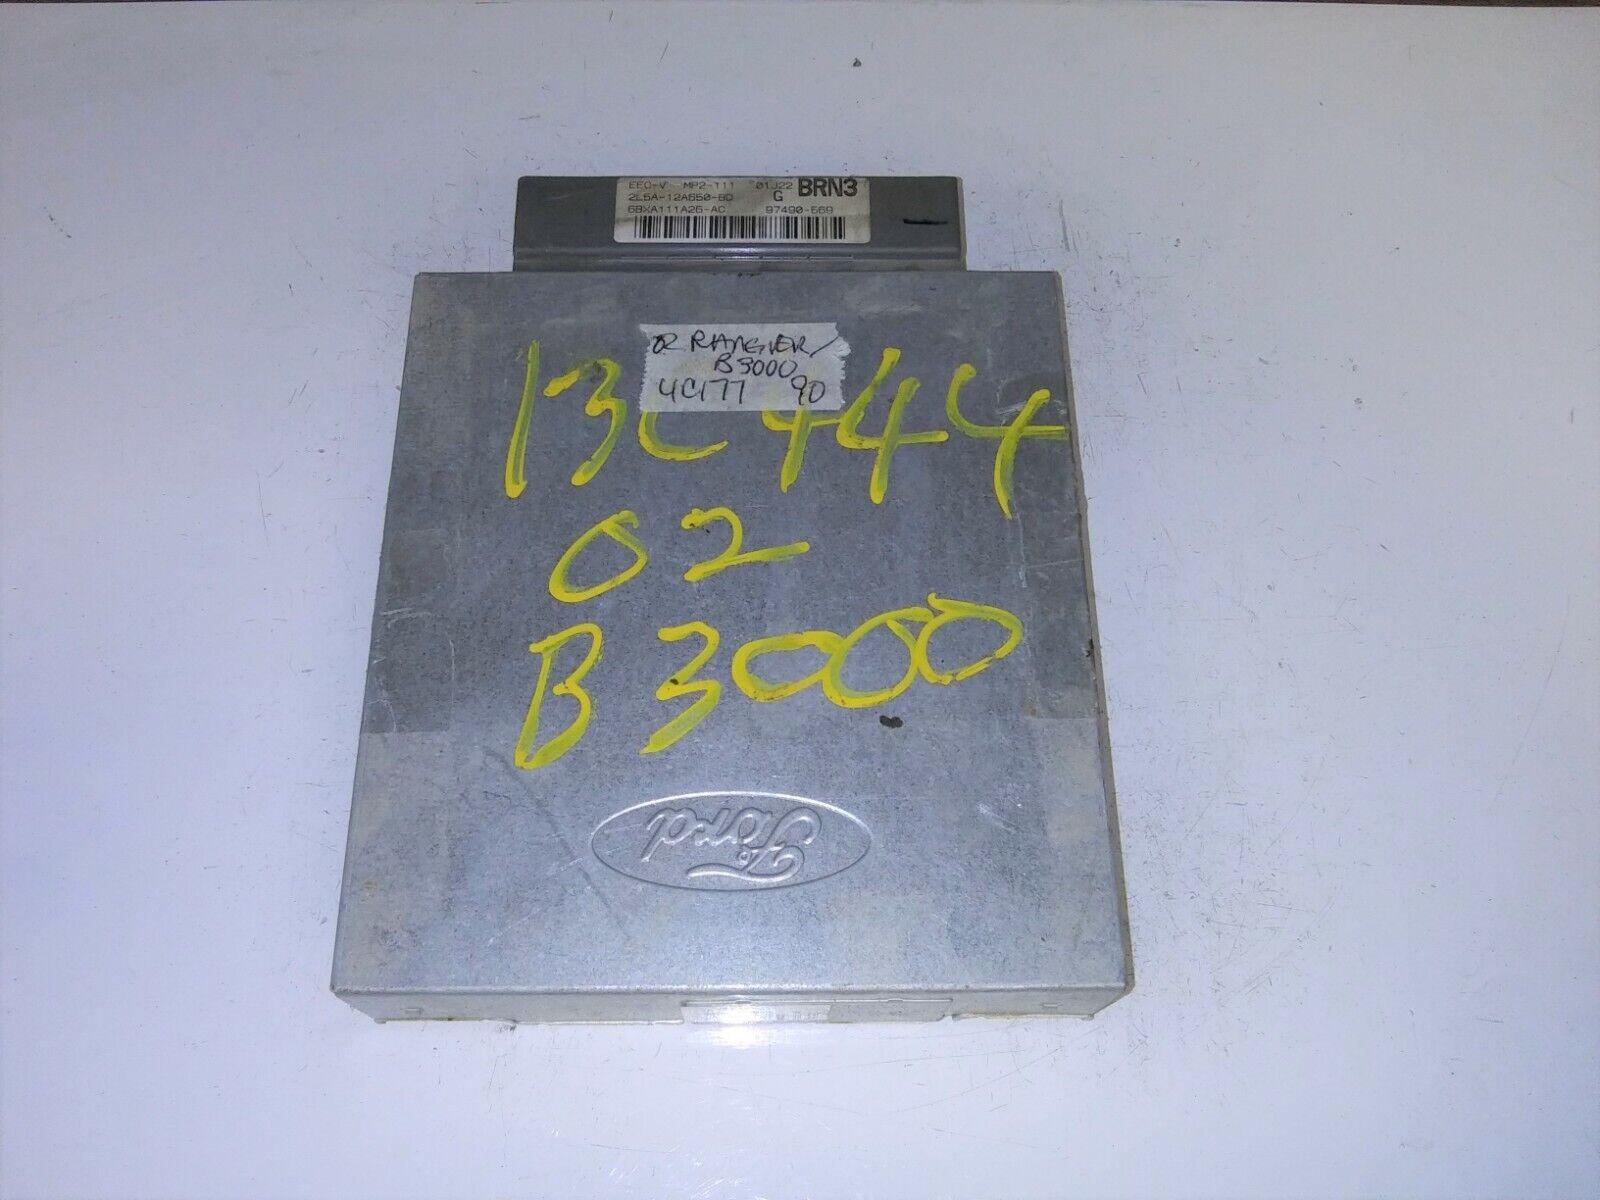 EEC-V MP2-111 01J22 BRN3
2L5A-12A650-BD G
6BXA111A26-AC 97490-569
02 RANGER/
B3000
4C177 90
13C444
02
B3000
Ford